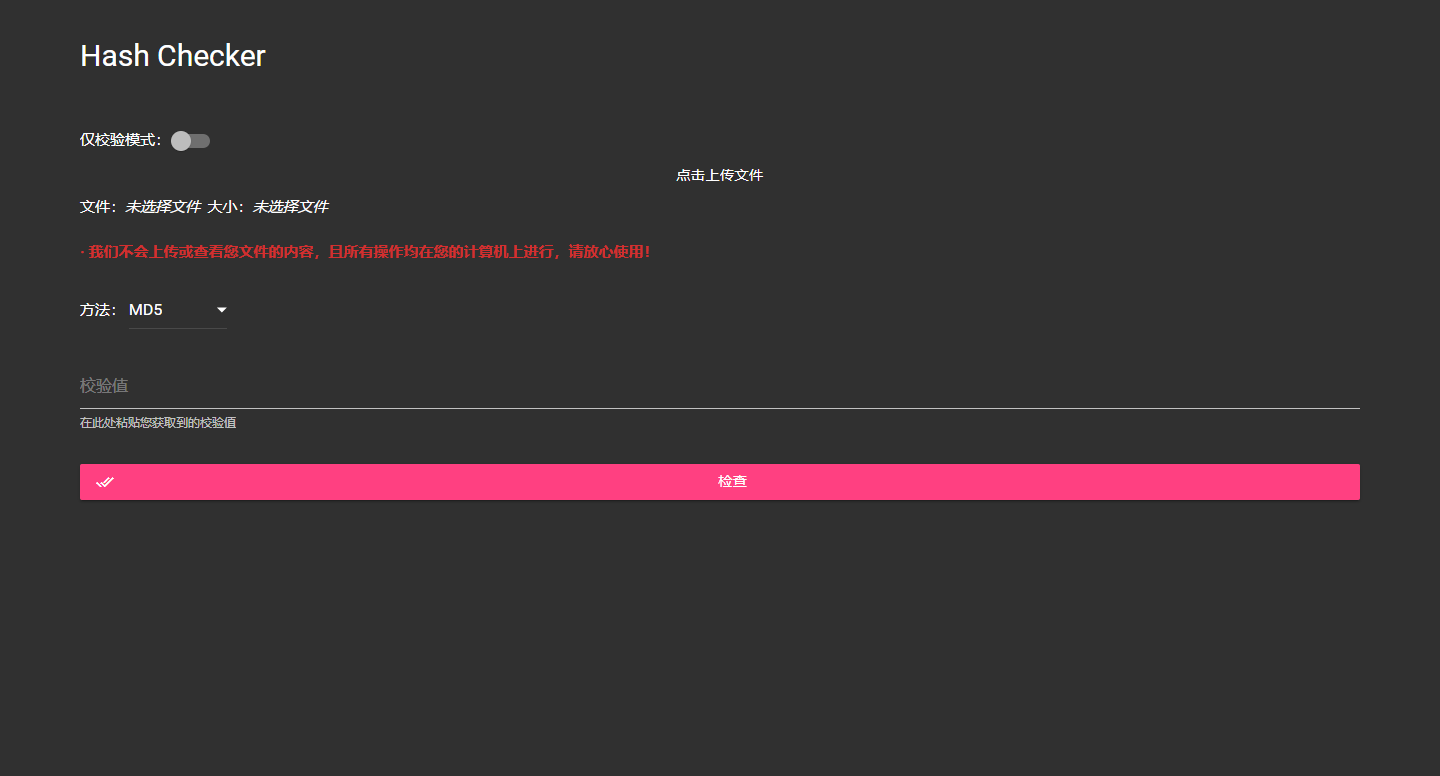 Hash Checker
仅校验模式：
点击上传文件
文件：未选择文件 大小：未选择文件
· 我们不会上传或查看您文件的内容，且所有操作均在您的计算机上进行，请放心使用！
方法： MD5
校验值
在此处粘贴您获取到的校验值
检查